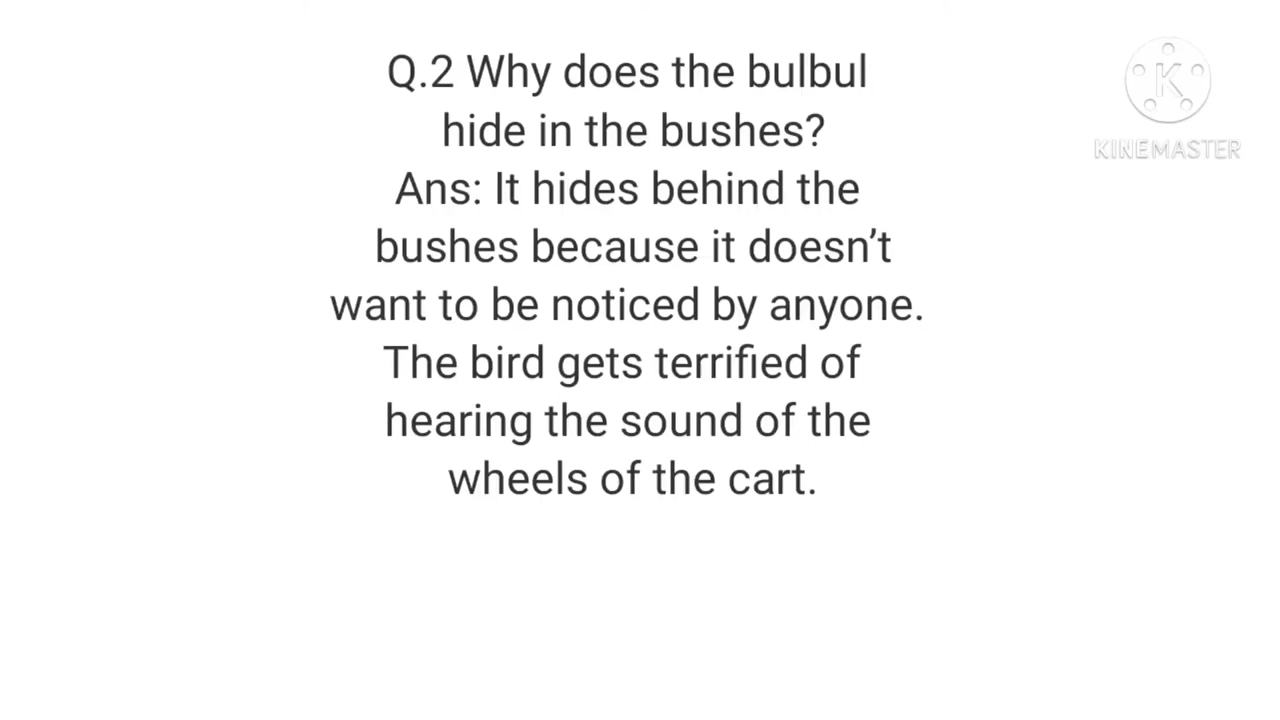 Q.2 Why does the bulbul
hide in the bushes?
Ans: It hides behind the
bushes because it doesn’t
want to be noticed by anyone.
The bird gets terrified of
hearing the sound of the
wheels of the cart.
K
KINEMASTER